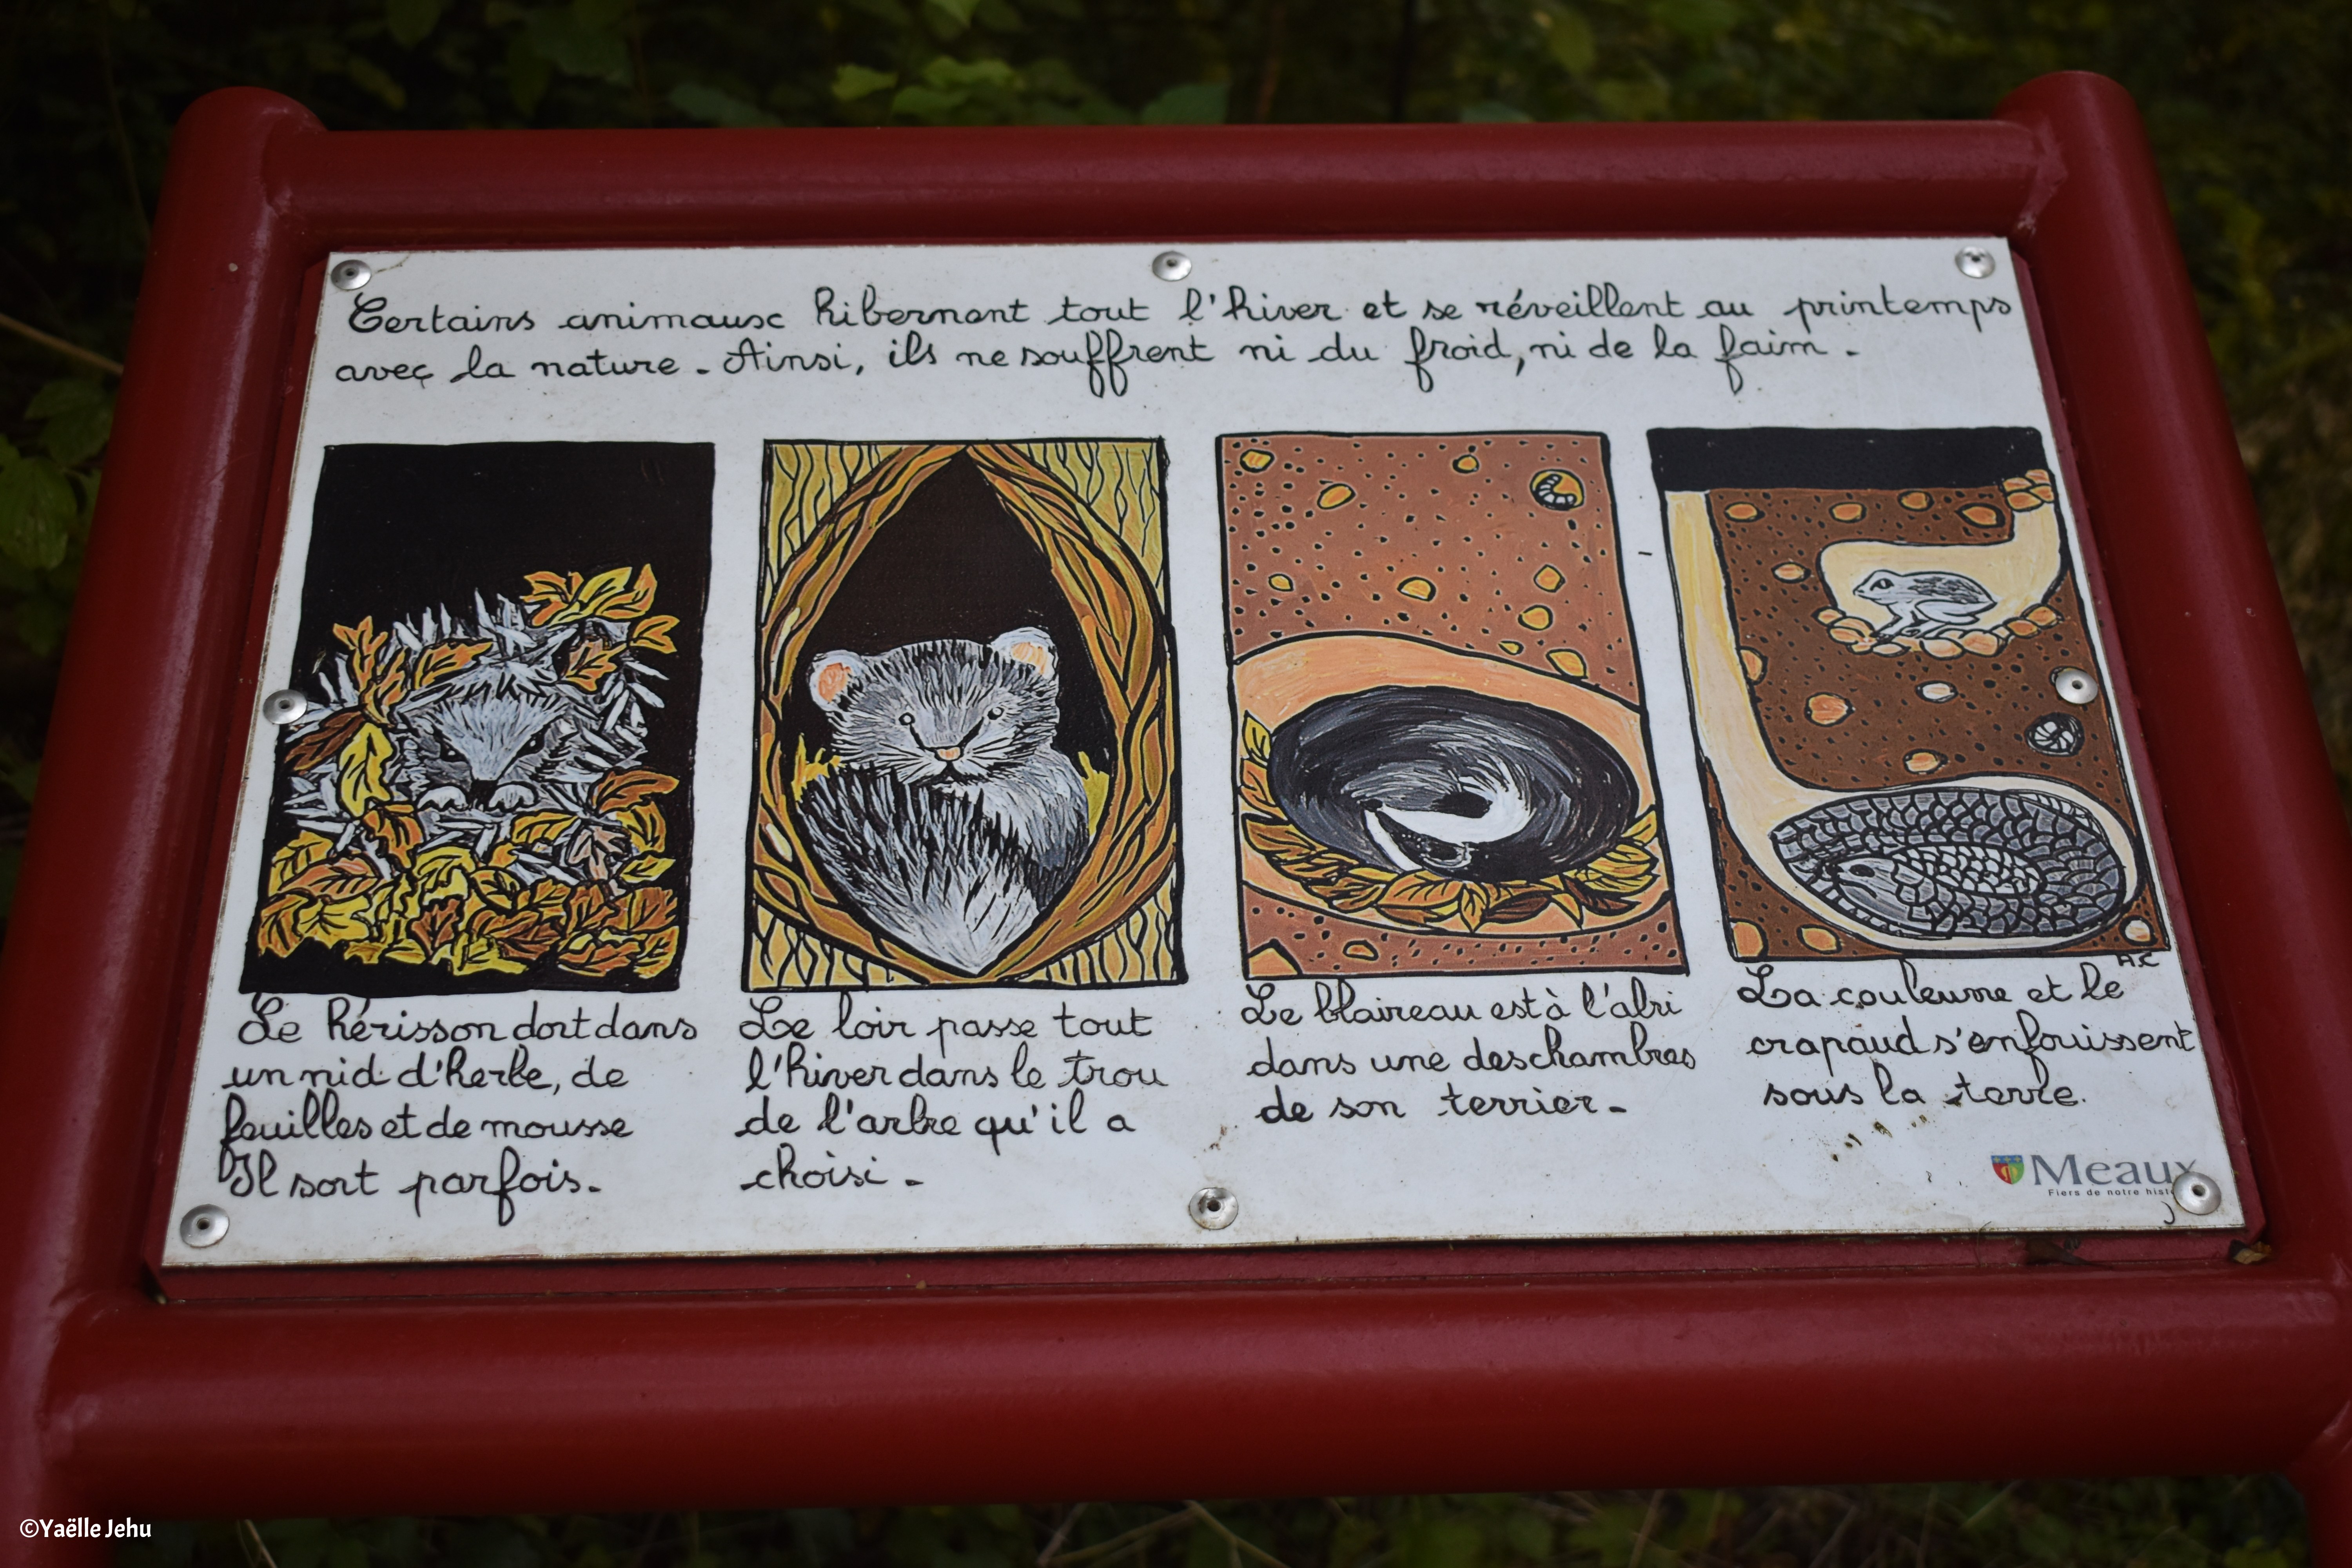 Certains animaux hibernent tout l'hiver et se réveillent au printemps
avec la nature. Ainsi, ils ne souffrent ni du froid, ni de la faim.
Le hérisson dort dans
un nid d'herbe, de
feuilles et de mousse
Il sort parfois.
Le loir passe tout
l'hiver dans le trou
de l'arbre qu'il a
choisi.
Le blaireau est à l'abri
dans une des chambres
de son terrier.
A.C
La couleuvre et le
crapaud s'enfouissent
sous la terre.
Meaux
Fiers de notre
©Yaëlle Jehu